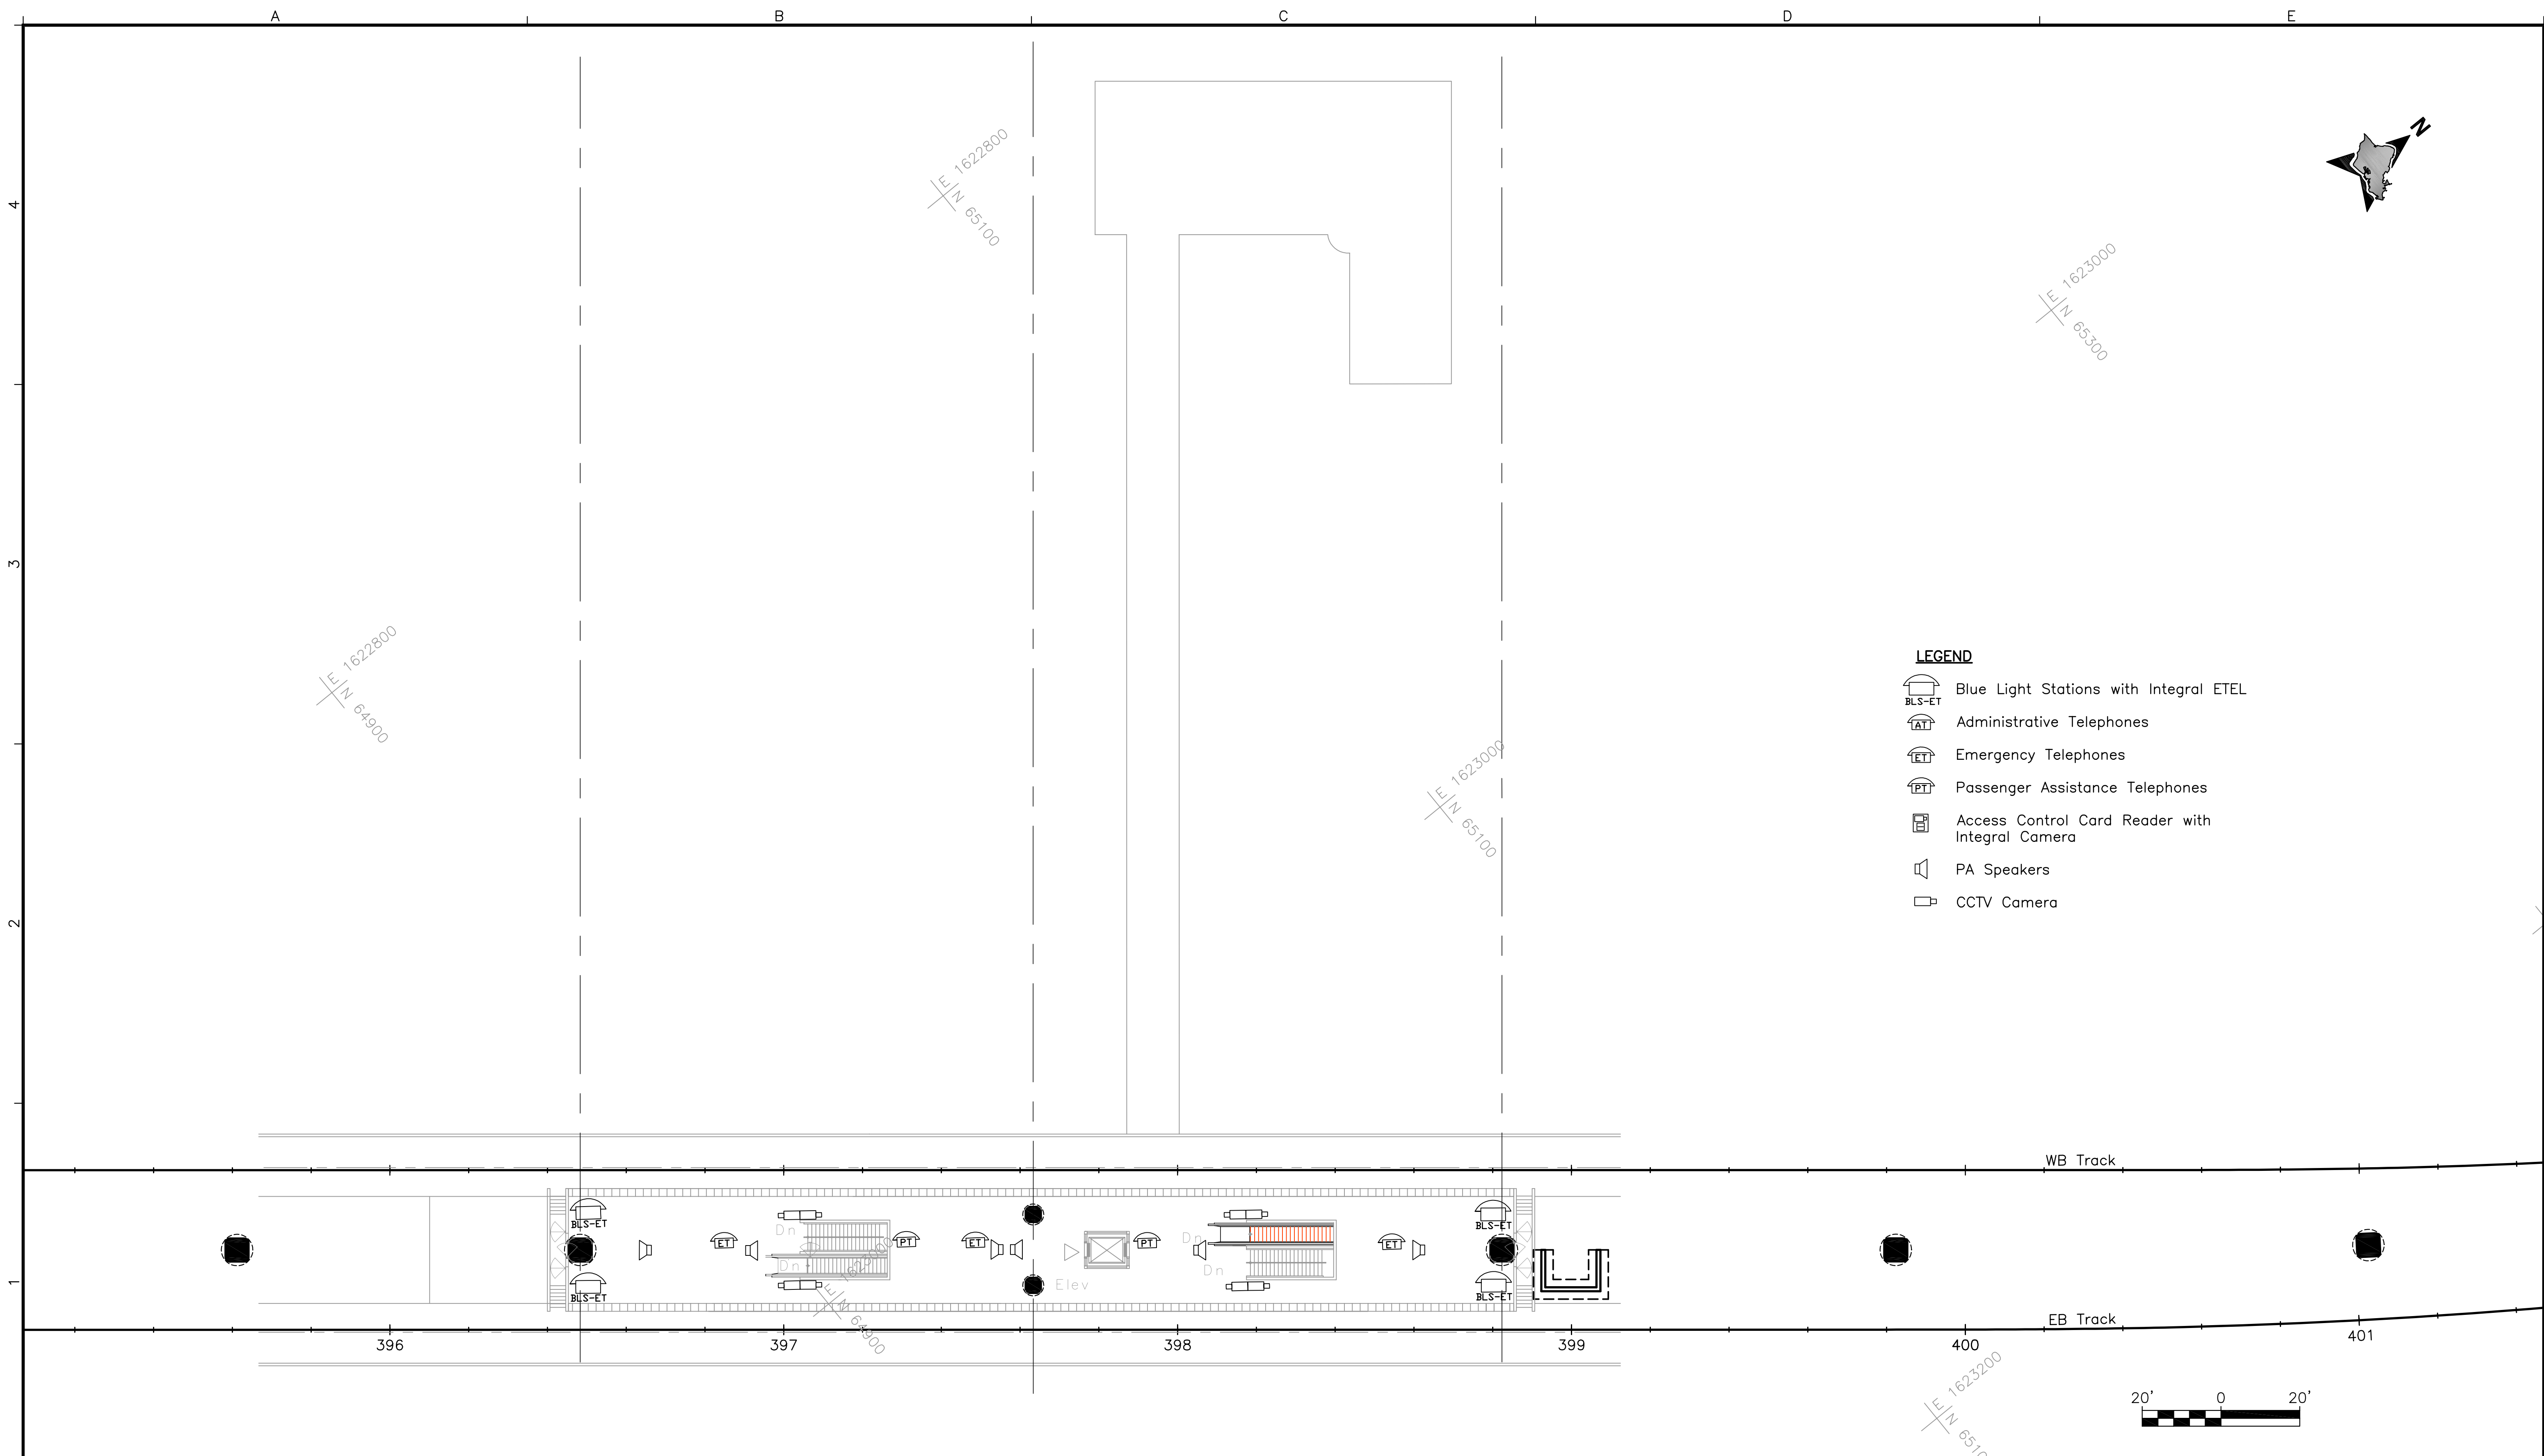 A B C D E
4
3
2
1
N
E 1622800
N 65100
E 1623000
N 65300
E 1622800
N 64900
E 1623000
N 65100
LEGEND
BLS-ET Blue Light Stations with Integral ETEL
AT Administrative Telephones
ET Emergency Telephones
PT Passenger Assistance Telephones
Access Control Card Reader with
Integral Camera
PA Speakers
CCTV Camera
WB Track
BLS-ET
BLS-ET
Dn
ET
PT
ET
PT
Dn
ET
Dn
E 1623000
N 64900
Elev
Dn
BLS-ET
BLS-ET
EB Track
396 397 398 399 400 401
E 1623200
20' 0 20'